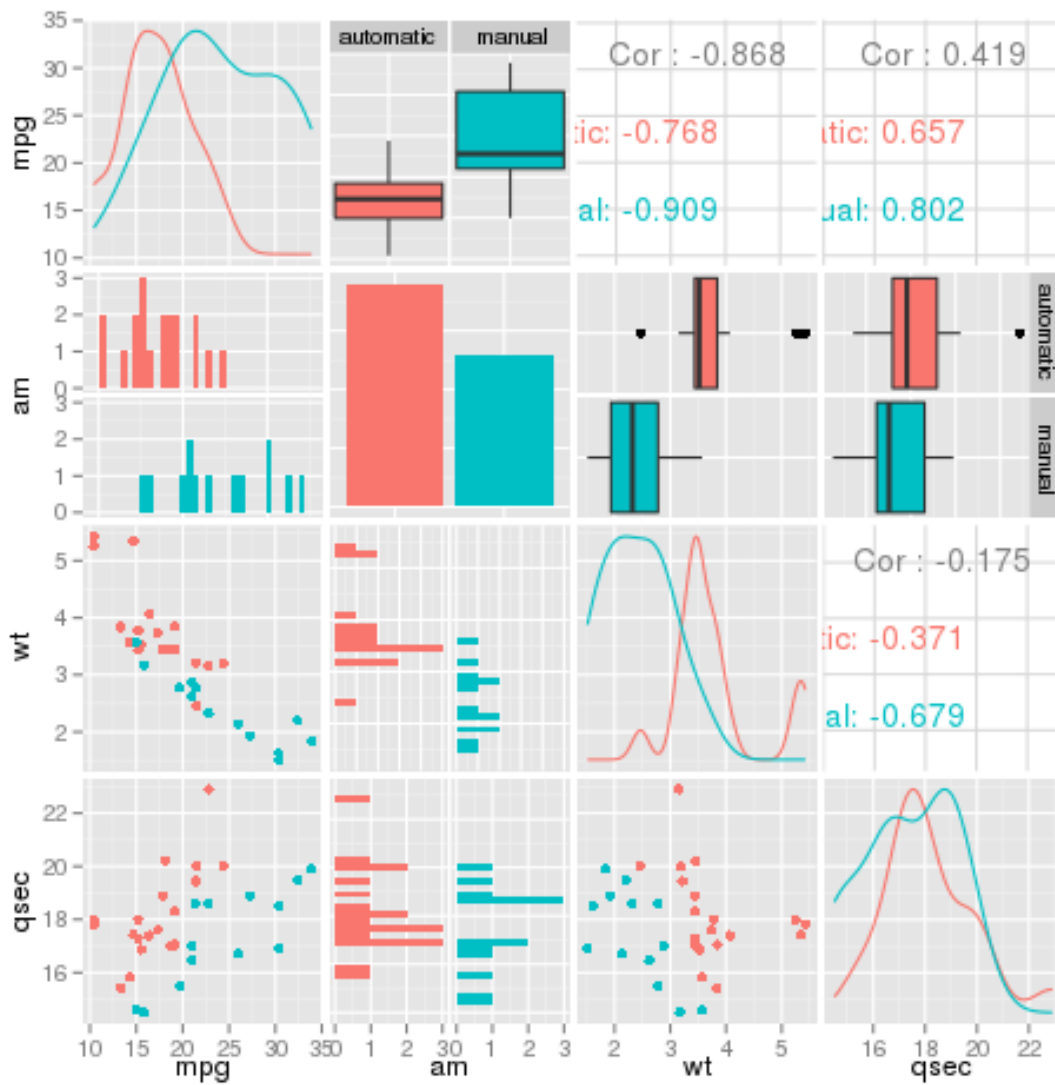 35
30
25
20
15
10
mpg
automatic
manual
Cor : -0.868
tic: -0.768
al: -0.909
Cor : 0.419
atic: 0.657
ual: 0.802
3
2
1
0
3
2
1
0
am
automatic
manual
5
4
3
2
wt
Cor : -0.175
tic: -0.371
al: -0.679
22
20
18
16
qsec
10 15 20 25 30 35
0 1 2 3 0 1 2 3
2 3 4 5
16 18 20 22
mpg
am
wt
qsec